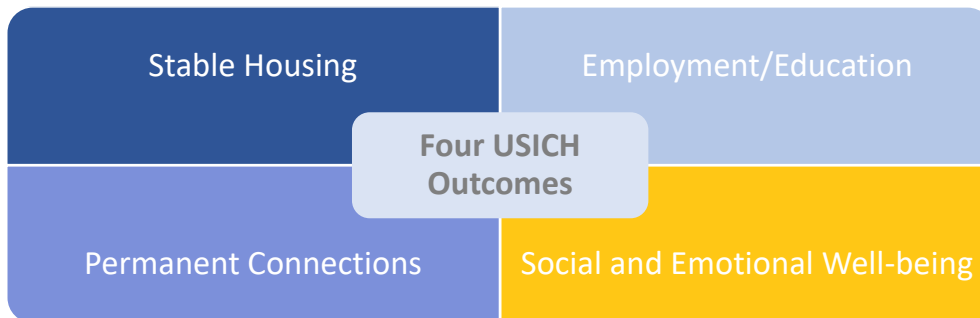 Stable Housing
Employment/Education
Four USICH
Outcomes
Permanent Connections
Social and Emotional Well-being